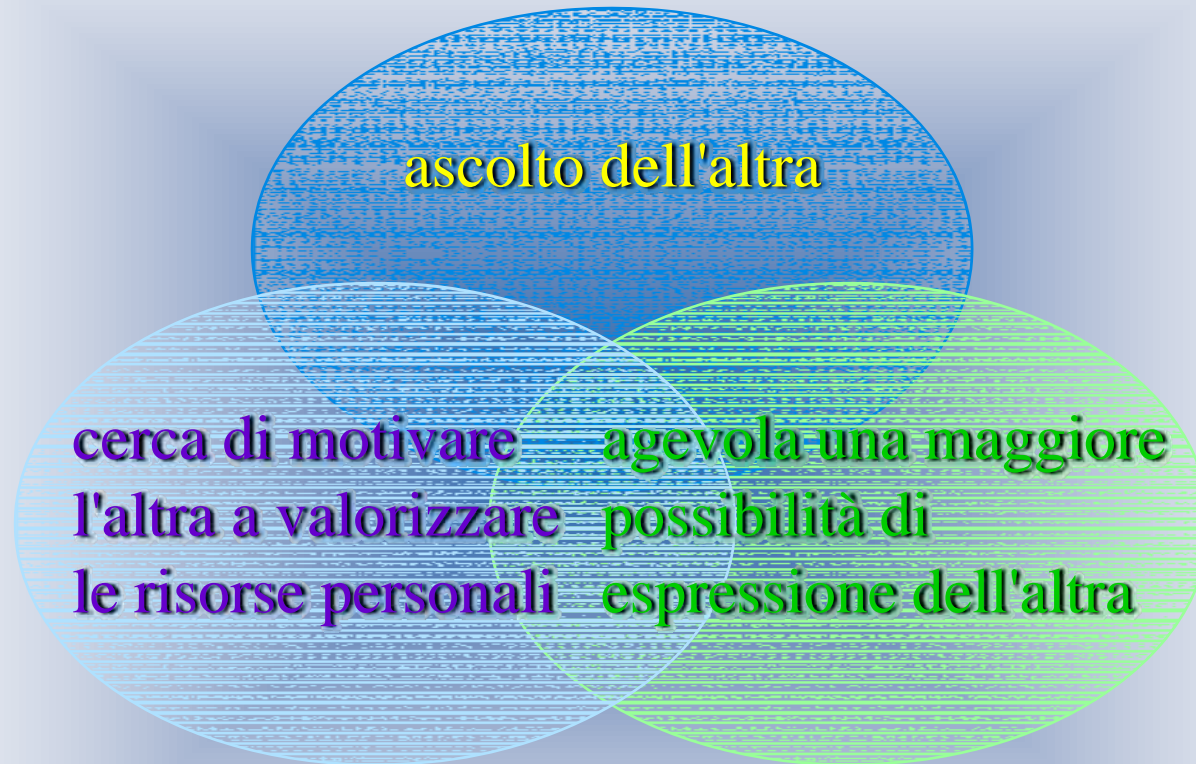 ascolto dell'altra
cerca di motivare
l'altra a valorizzare
le risorse personali
agevola una maggiore
possibilità di
espressione dell'altra